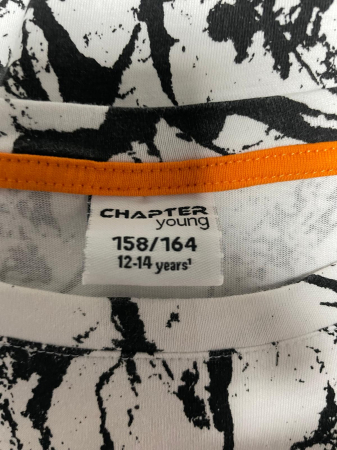 CHAPTER
young
158/164
12-14 years¹